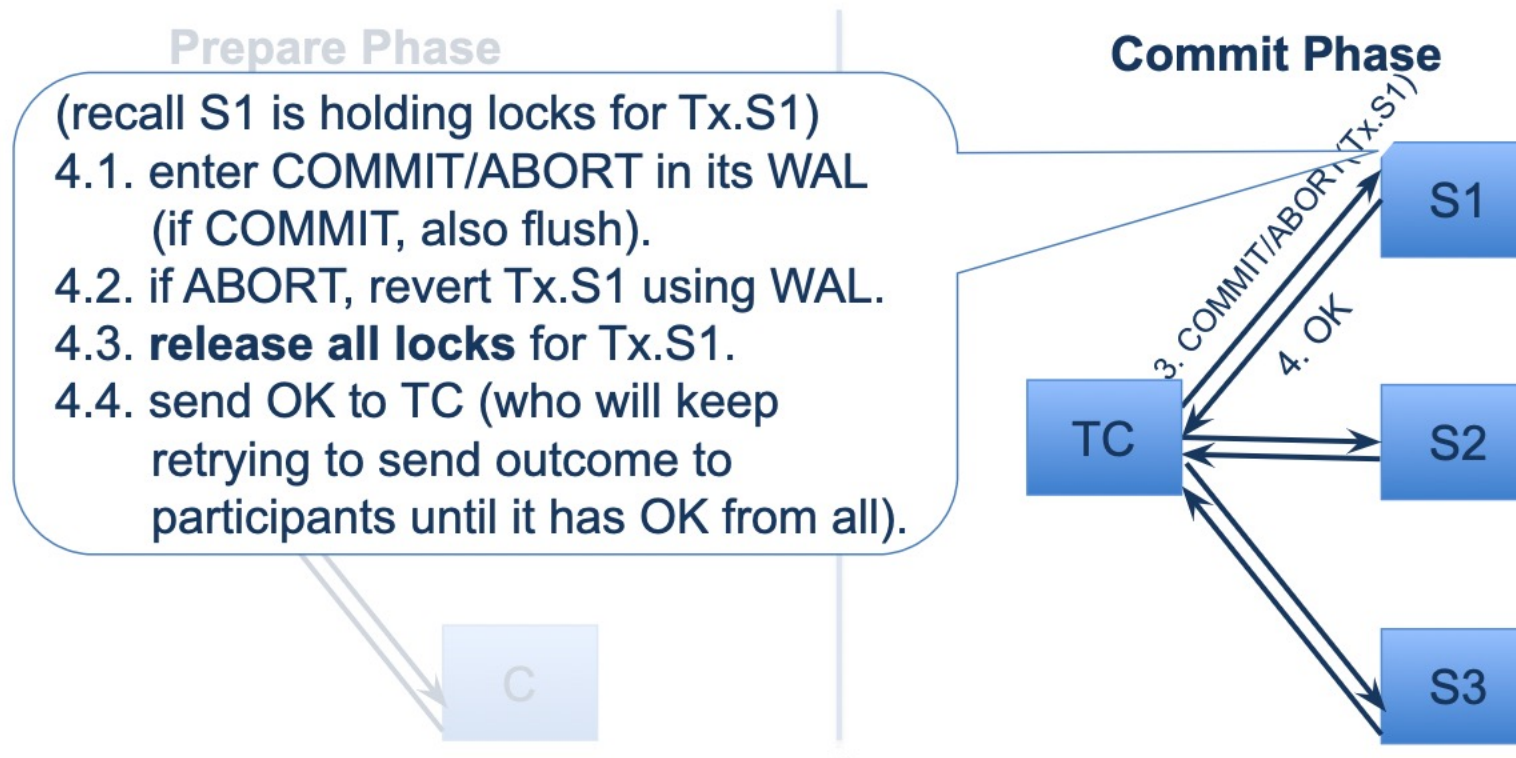 Prepare Phase
Commit Phase
(recall S1 is holding locks for Tx.S1)
4.1. enter COMMIT/ABORT in its WAL
(if COMMIT, also flush).
4.2. if ABORT, revert Tx.S1 using WAL.
4.3. release all locks for Tx.S1.
4.4. send OK to TC (who will keep
retrying to send outcome to
participants until it has OK from all).
3. COMMIT/ABORT(Tx.S1)
4. OK
S1
TC
S2
C
S3